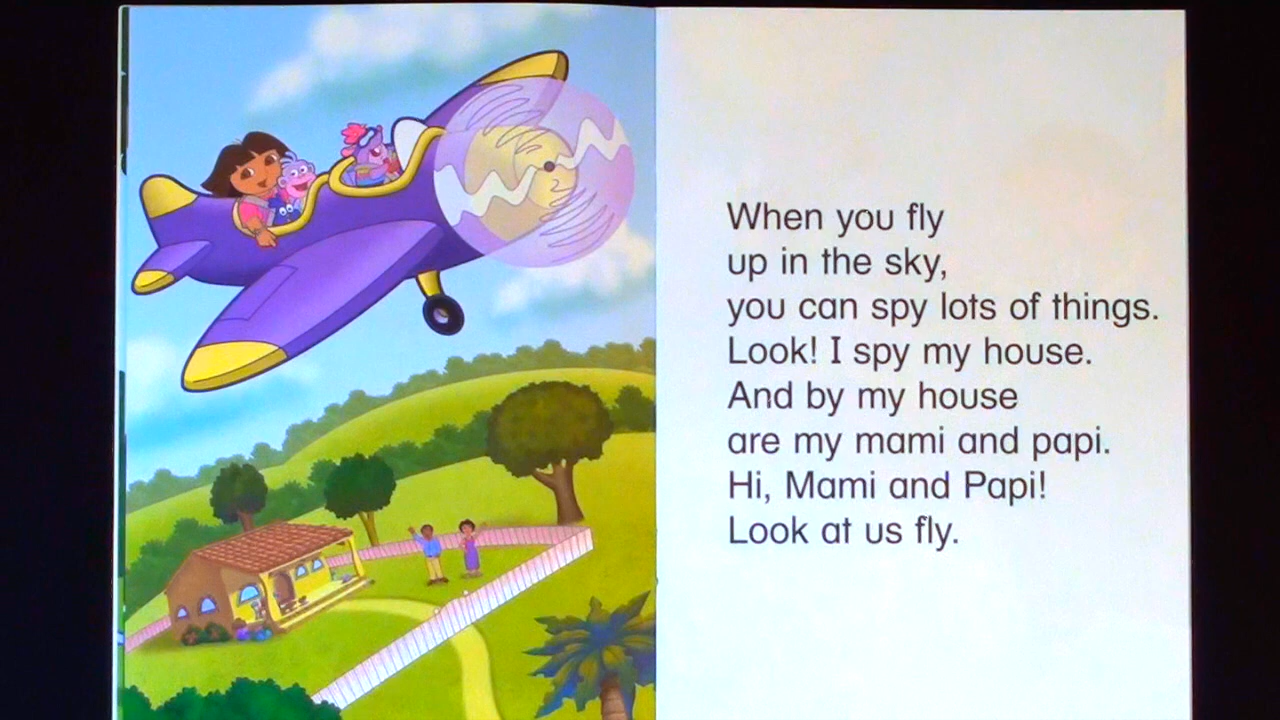 When you fly
up in the sky,
you can spy lots of things.
Look! I spy my house.
And by my house
are my mami and papi.
Hi, Mami and Papi!
Look at us fly.